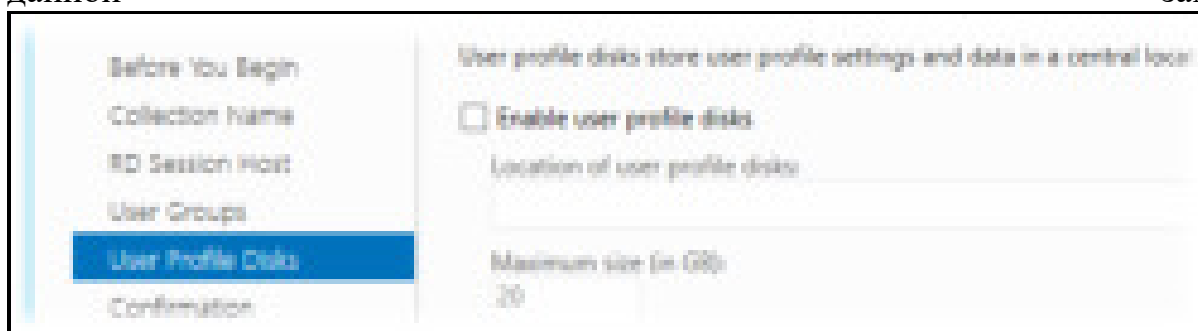 Before You Begin
Collection Name
RD Session Host
User Groups
User Profile Disks
Confirmation
User profile disks store user profile settings and data in a central
Enable user profile disks
Location of user profile disks:
Maximum size (in GB):
20